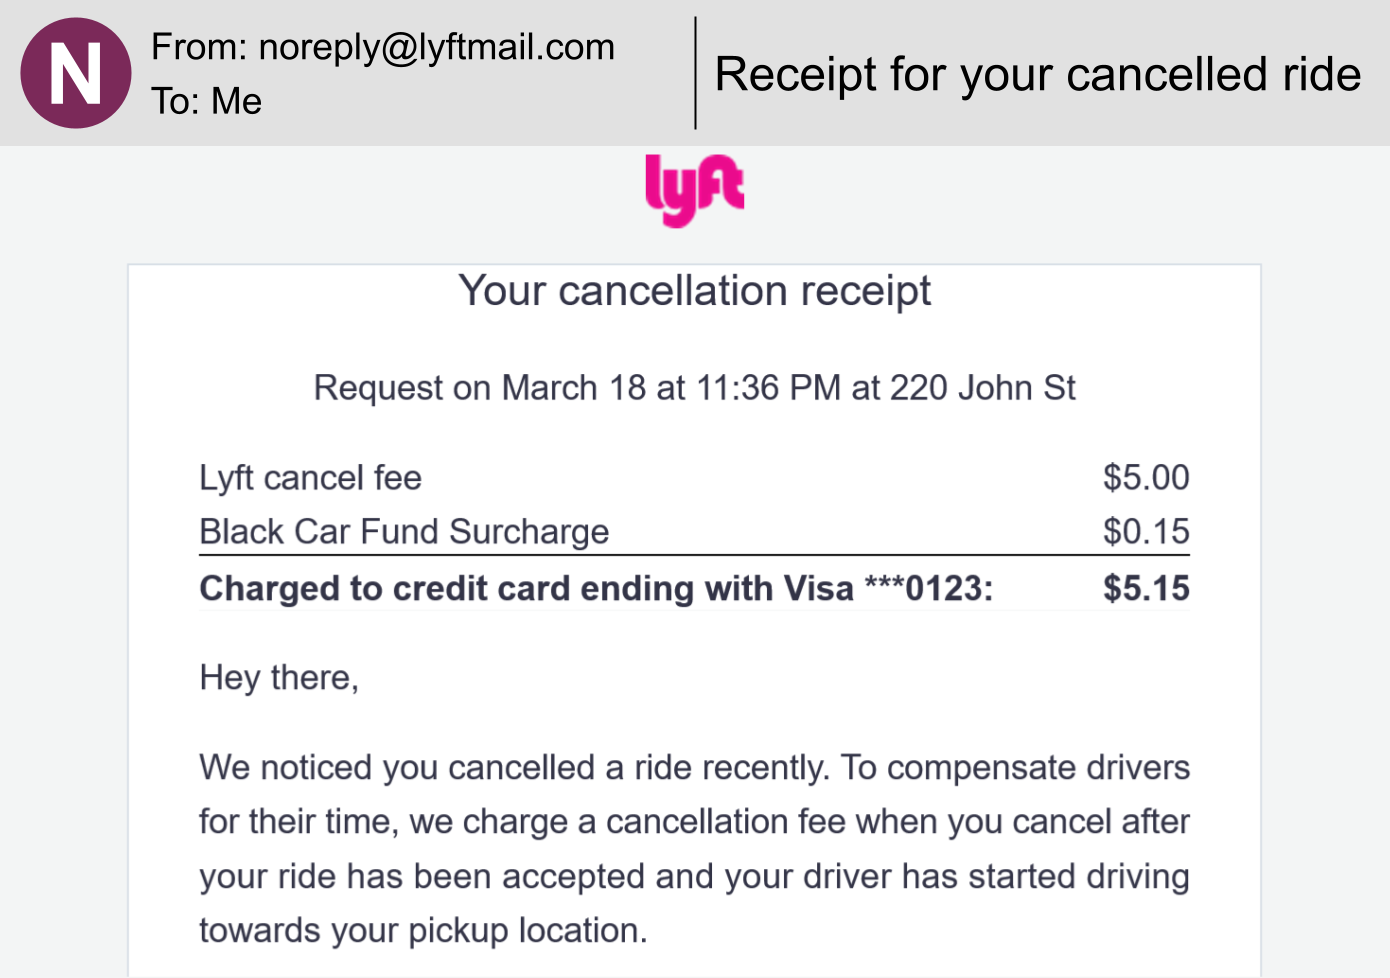 N
From: noreply@lyftmail.com
To: Me
Receipt for your cancelled ride
lyft
Your cancellation receipt
Request on March 18 at 11:36 PM at 220 John St
Lyft cancel fee $5.00
Black Car Fund Surcharge $0.15
Charged to credit card ending with Visa ***0123: $5.15
Hey there,
We noticed you cancelled a ride recently. To compensate drivers
for their time, we charge a cancellation fee when you cancel after
your ride has been accepted and your driver has started driving
towards your pickup location.